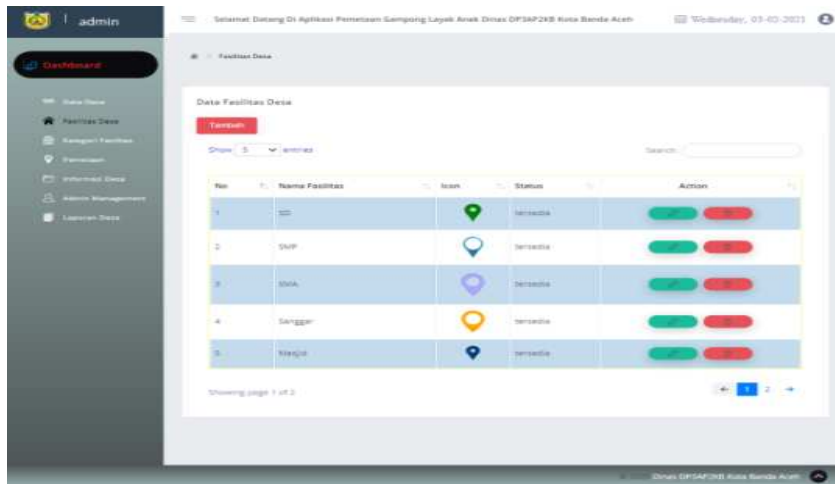 admin
Selamat Datang Di Aplikasi Pemetaan Gampong Layak Anak Dinas DP3AP2KB Kota Banda Aceh
Wednesday, 03-03-2021
Dashboard
Fasilitas Desa
Data Desa
Fasilitas Desa
Kategori Fasilitas
Pemetaan
Informasi Desa
Admin Management
Laporan Desa
Data Fasilitas Desa
Tambah
Show 5 entries
Search:
No Nama Fasilitas Icon Status Action
1 SD tersedia
2 SMP tersedia
3 SMA tersedia
4 Sanggar tersedia
5 Masjid tersedia
Showing page 1 of 2
1 2
Dinas DP3AP2KB Kota Banda Aceh